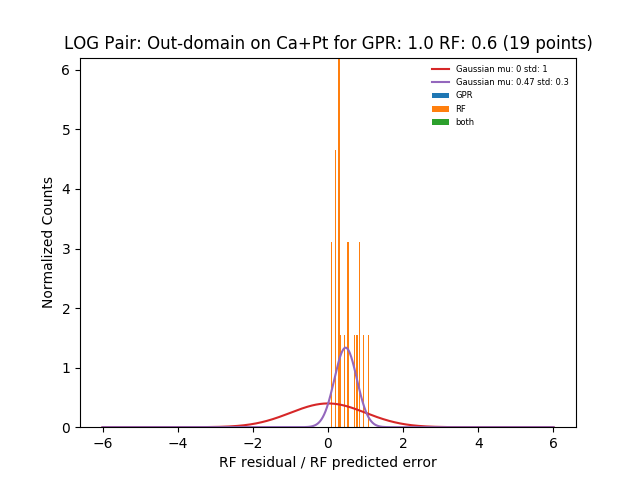 LOG Pair: Out-domain on Ca+Pt for GPR: 1.0 RF: 0.6 (19 points)
Gaussian mu: 0 std: 1
Gaussian mu: 0.47 std: 0.3
GPR
RF
both
Normalized Counts
6
5
4
3
2
1
0
−6 −4 −2 0 2 4 6
RF residual / RF predicted error